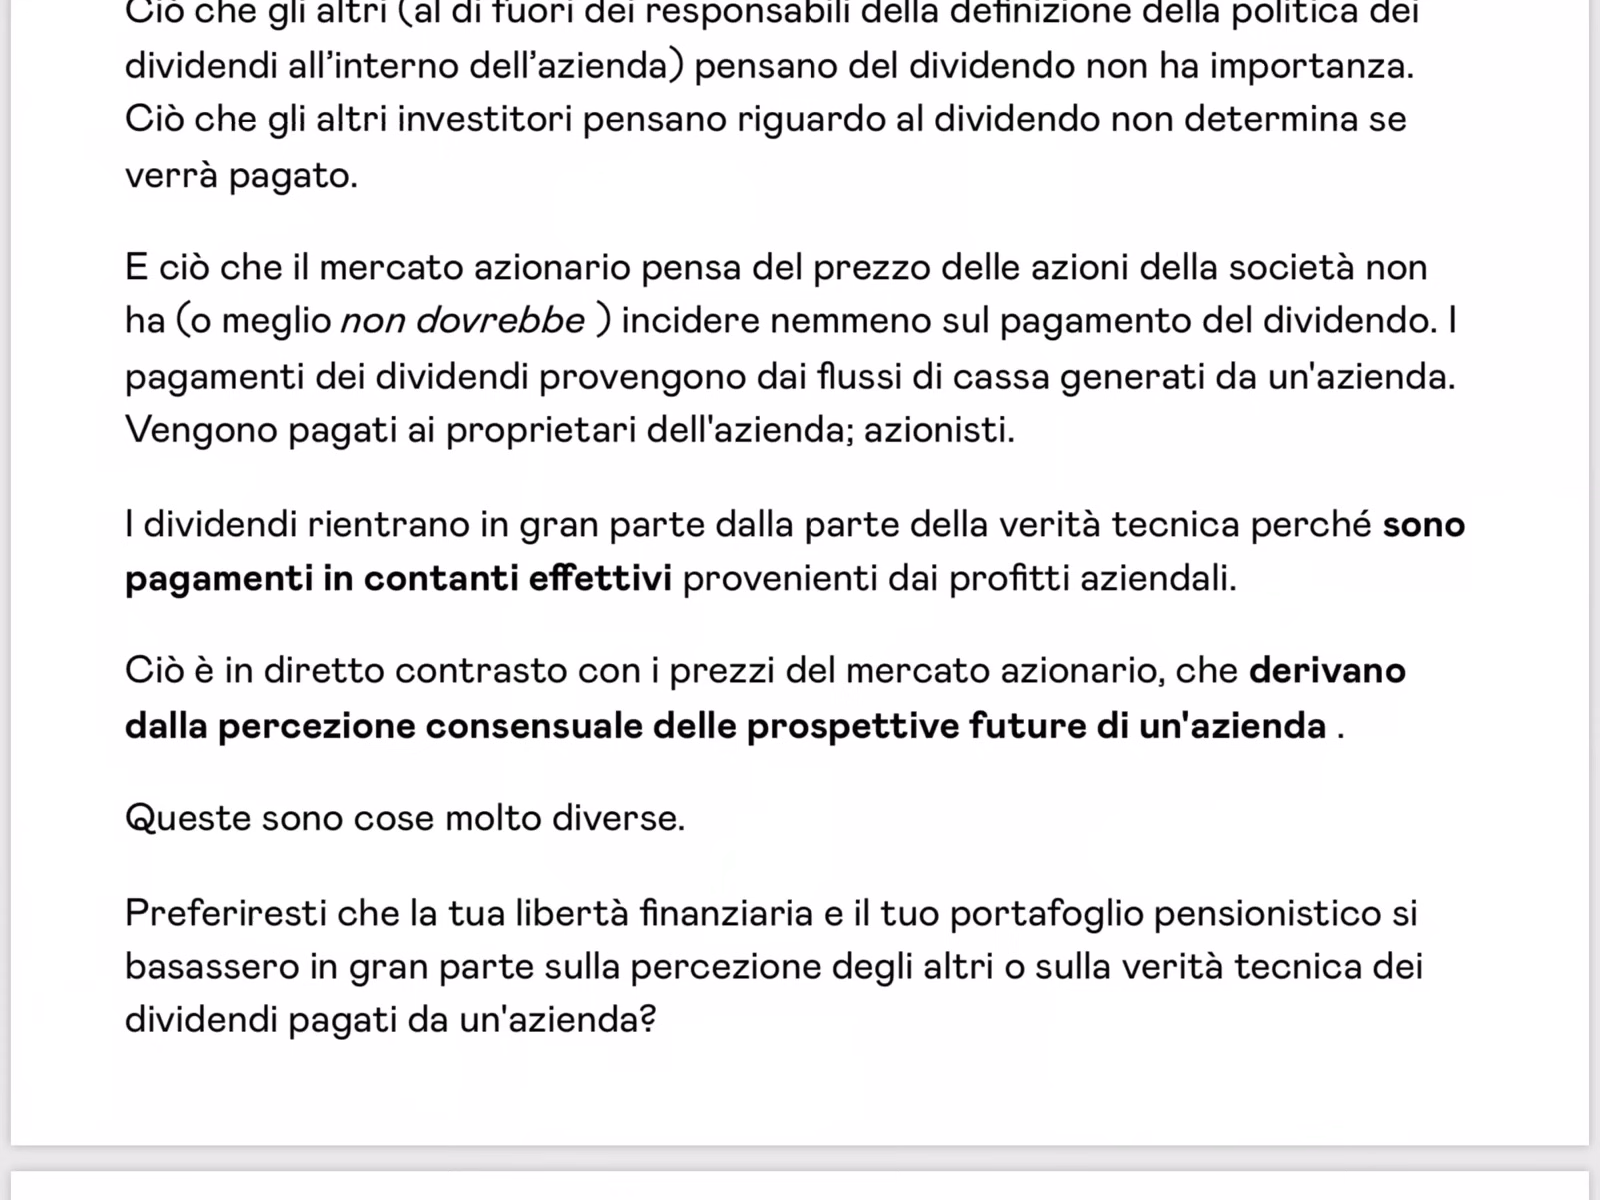 Ciò che gli altri (al di fuori dei responsabili della definizione della politica dei
dividendi all’interno dell’azienda) pensano del dividendo non ha importanza.
Ciò che gli altri investitori pensano riguardo al dividendo non determina se
verrà pagato.
E ciò che il mercato azionario pensa del prezzo delle azioni della società non
ha (o meglio non dovrebbe ) incidere nemmeno sul pagamento del dividendo. I
pagamenti dei dividendi provengono dai flussi di cassa generati da un'azienda.
Vengono pagati ai proprietari dell'azienda; azionisti.
I dividendi rientrano in gran parte dalla parte della verità tecnica perché sono
pagamenti in contanti effettivi provenienti dai profitti aziendali.
Ciò è in diretto contrasto con i prezzi del mercato azionario, che derivano
dalla percezione consensuale delle prospettive future di un'azienda .
Queste sono cose molto diverse.
Preferiresti che la tua libertà finanziaria e il tuo portafoglio pensionistico si
basassero in gran parte sulla percezione degli altri o sulla verità tecnica dei
dividendi pagati da un'azienda?